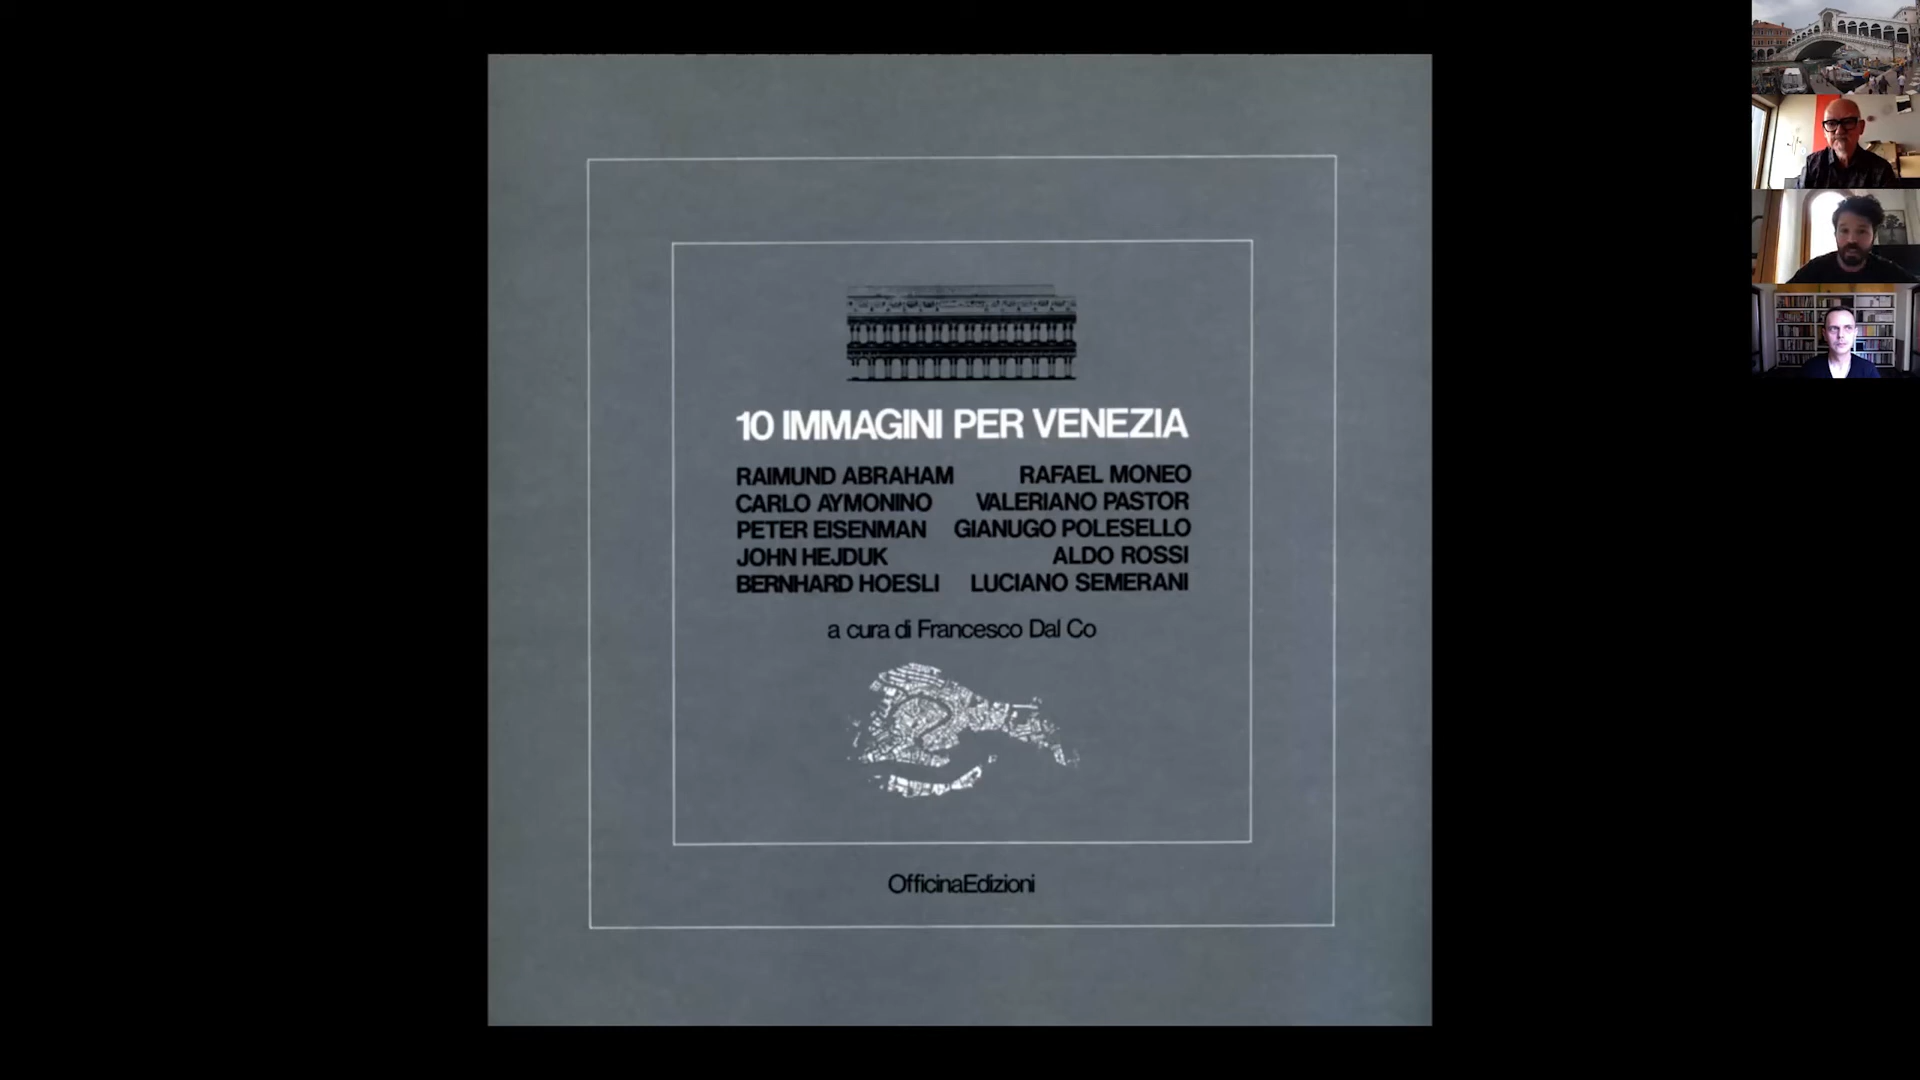 10 IMMAGINI PER VENEZIA
RAIMUND ABRAHAM RAFAEL MONEO
CARLO AYMONINO VALERIANO PASTOR
PETER EISENMAN GIANUGO POLESELLO
JOHN HEJDUK ALDO ROSSI
BERNHARD HOESLI LUCIANO SEMERANI
a cura di Francesco Dal Co
OfficinaEdizioni